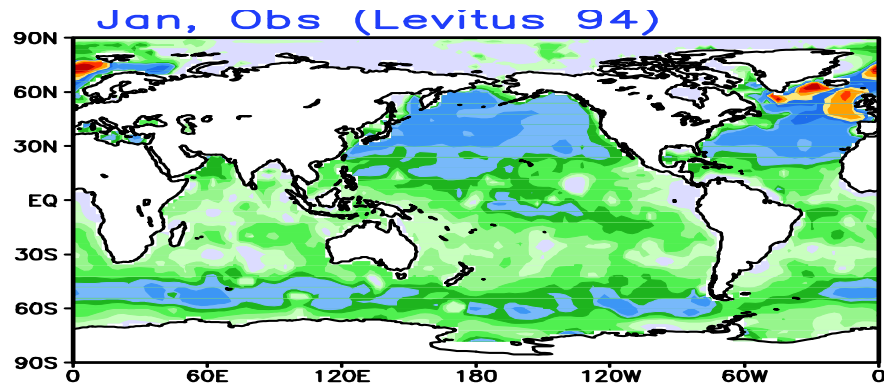 Jan, Obs (Levitus 94)
90N
60N
30N
EQ
30S
60S
90S
0 60E 120E 180 120W 60W 0